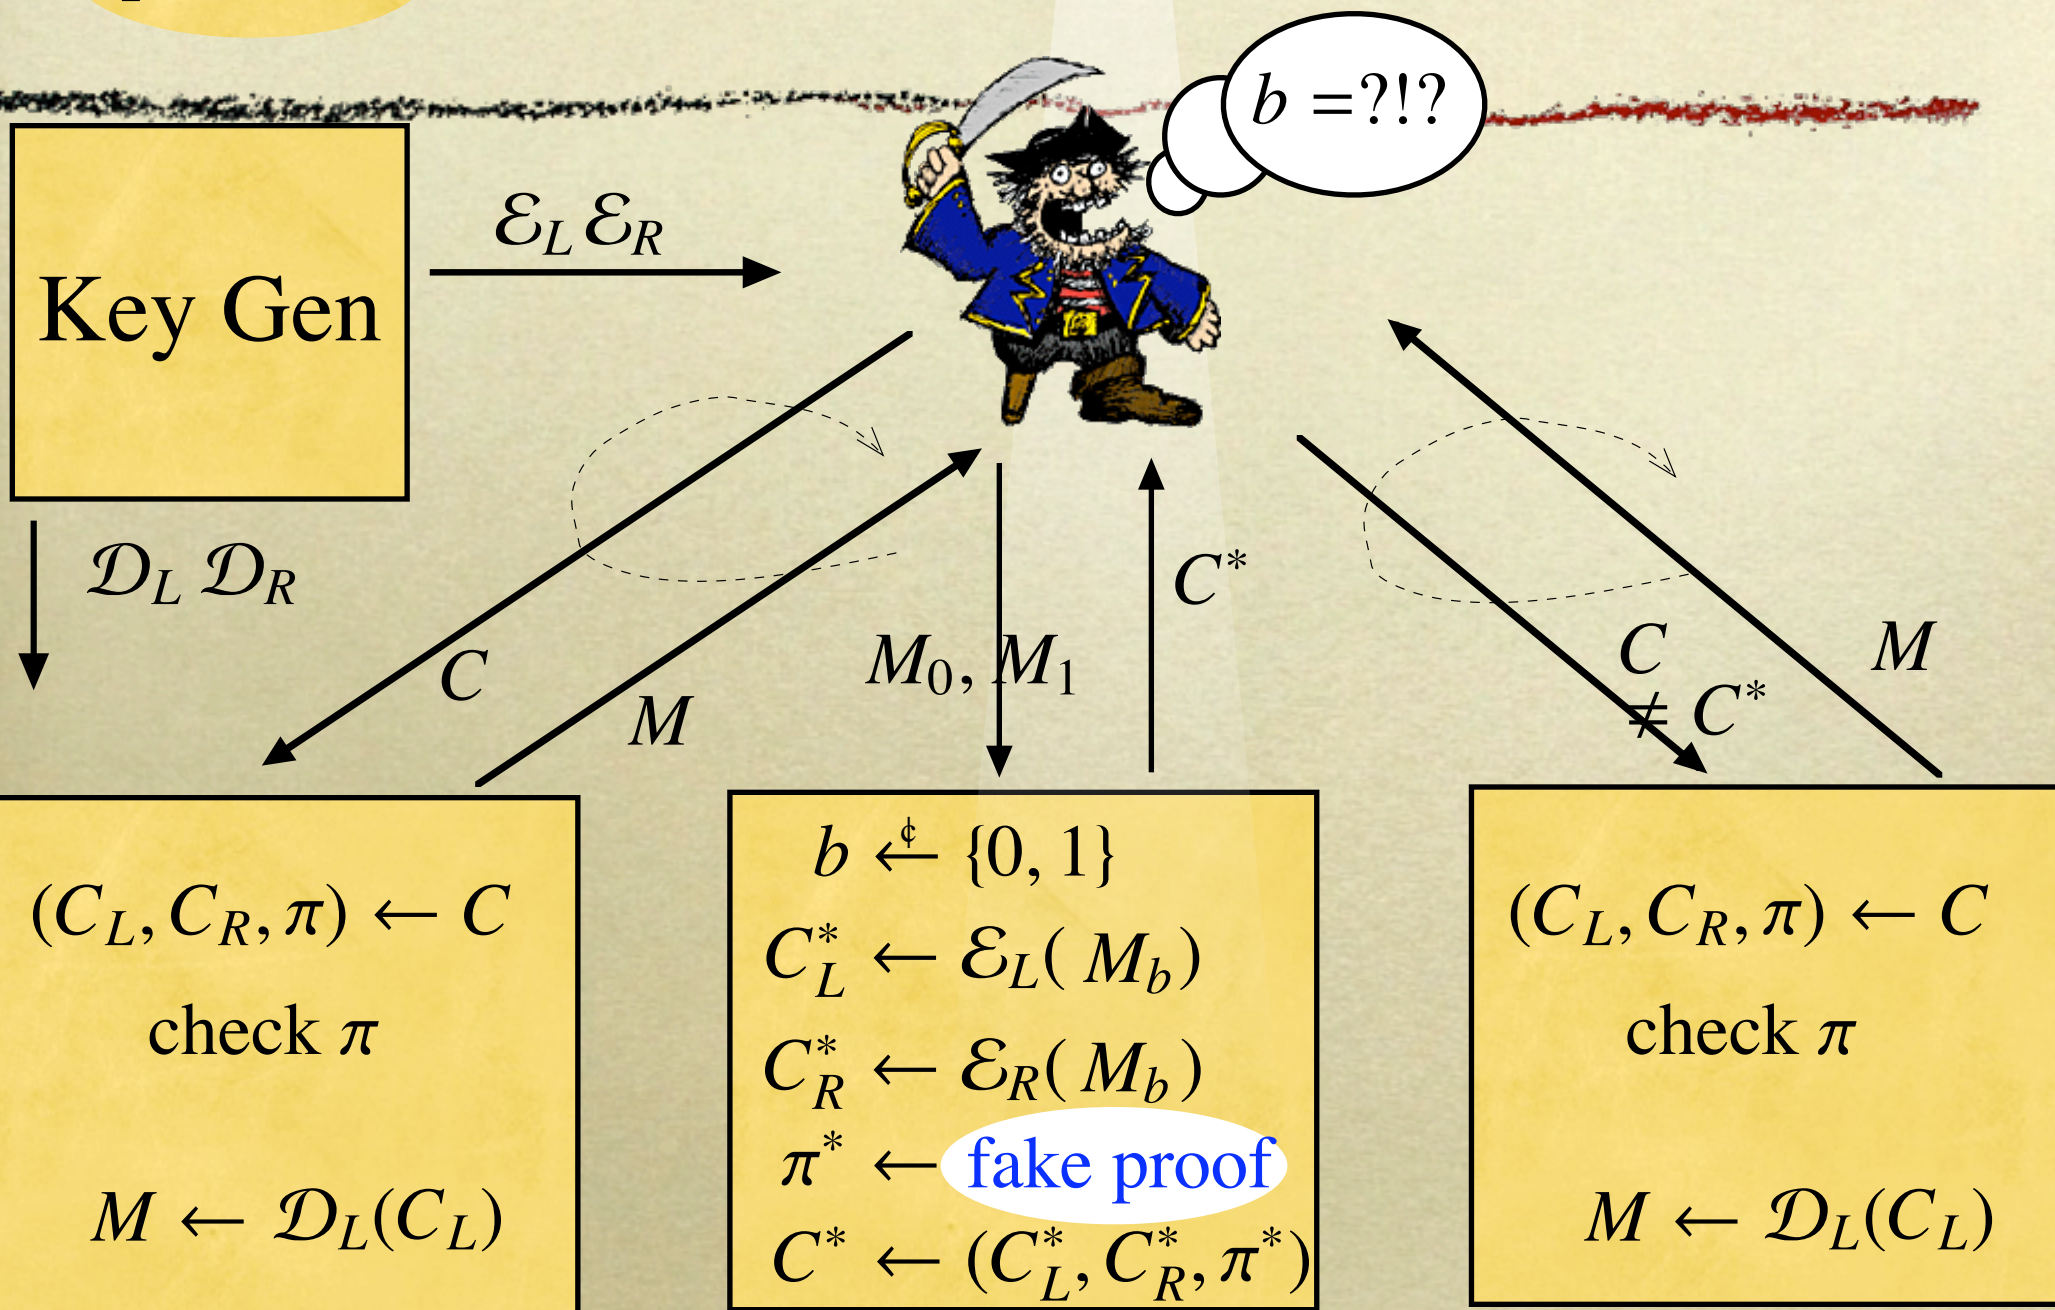 b =?!?
Key Gen
ℰ_L ℰ_R
𝒟_L 𝒟_R
C
M
M_0, M_1
C*
C
≠ C*
M
(C_L, C_R, π) ← C
check π
M ← 𝒟_L(C_L)
b ←¢ {0, 1}
C*_L ← ℰ_L( M_b )
C*_R ← ℰ_R( M_b )
π* ← fake proof
C* ← (C*_L, C*_R, π*)
(C_L, C_R, π) ← C
check π
M ← 𝒟_L(C_L)